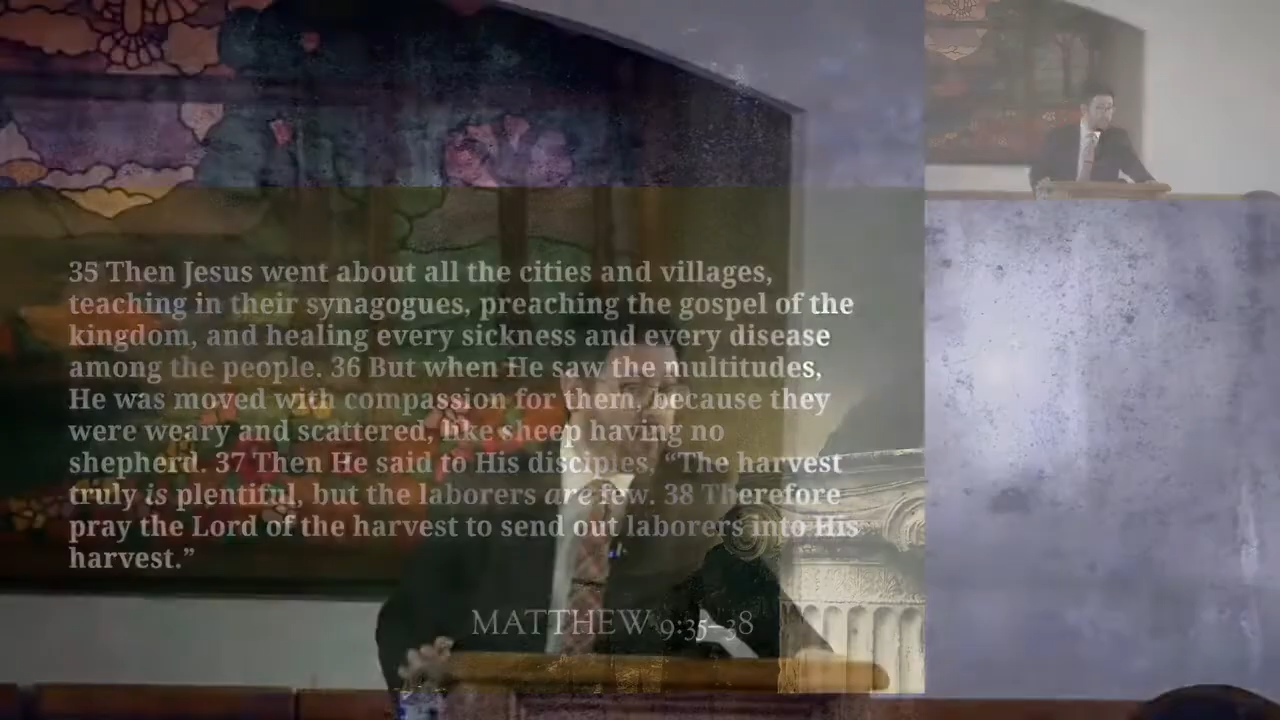 35 Then Jesus went about all the cities and villages,
teaching in their synagogues, preaching the gospel of the
kingdom, and healing every sickness and every disease
among the people. 36 But when He saw the multitudes,
He was moved with compassion for them, because they
were weary and scattered, like sheep having no
shepherd. 37 Then He said to His disciples, “The harvest
truly is plentiful, but the laborers are few. 38 Therefore
pray the Lord of the harvest to send out laborers into His
harvest.”
MATTHEW 9:35–38